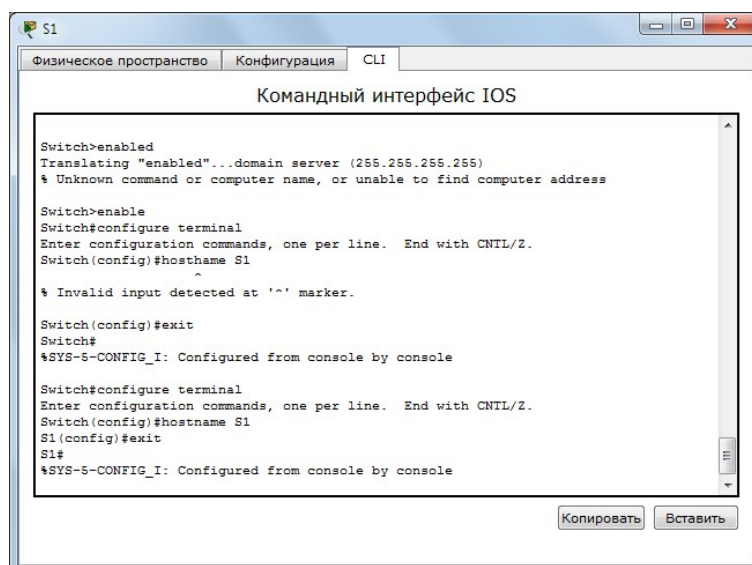 S1
Физическое пространство Конфигурация CLI
Командный интерфейс IOS
Switch>enabled
Translating "enabled"...domain server (255.255.255.255)
% Unknown command or computer name, or unable to find computer address
Switch>enable
Switch#configure terminal
Enter configuration commands, one per line.  End with CNTL/Z.
Switch(config)#hosthame S1
^
% Invalid input detected at '^' marker.
Switch(config)#exit
Switch#
%SYS-5-CONFIG_I: Configured from console by console
Switch#configure terminal
Enter configuration commands, one per line.  End with CNTL/Z.
Switch(config)#hostname S1
S1(config)#exit
S1#
%SYS-5-CONFIG_I: Configured from console by console
Копировать Вставить